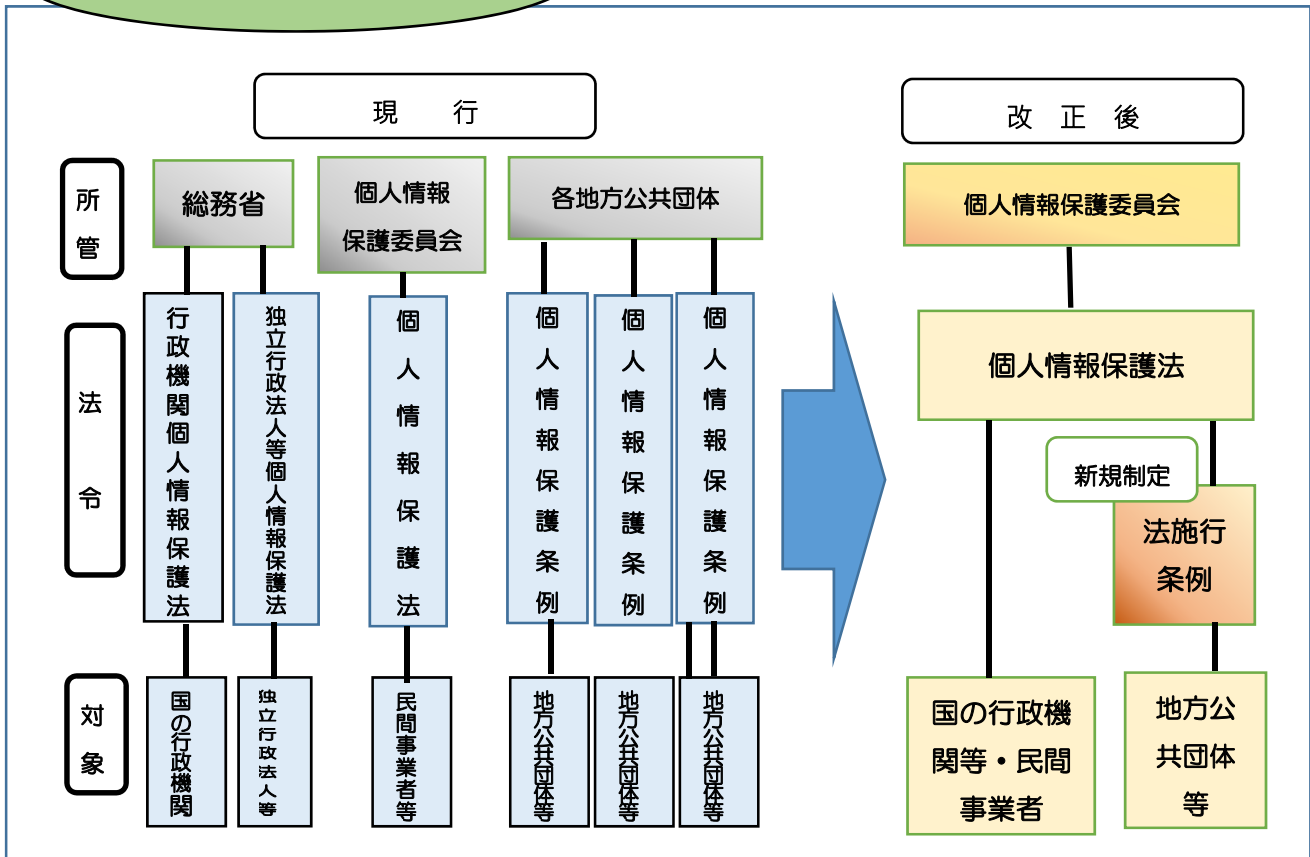 現　行
改　正　後
所管
総務省
個人情報
保護委員会
各地方公共団体
個人情報保護委員会
法令
行政機関個人情報保護法
独立行政法人等個人情報保護法
個人情報保護法
個人情報保護条例
個人情報保護条例
個人情報保護条例
個人情報保護法
新規制定
法施行
条例
対象
国の行政機関
独立行政法人等
民間事業者等
地方公共団体等
地方公共団体等
地方公共団体等
国の行政機
関等・民間
事業者
地方公
共団体
等